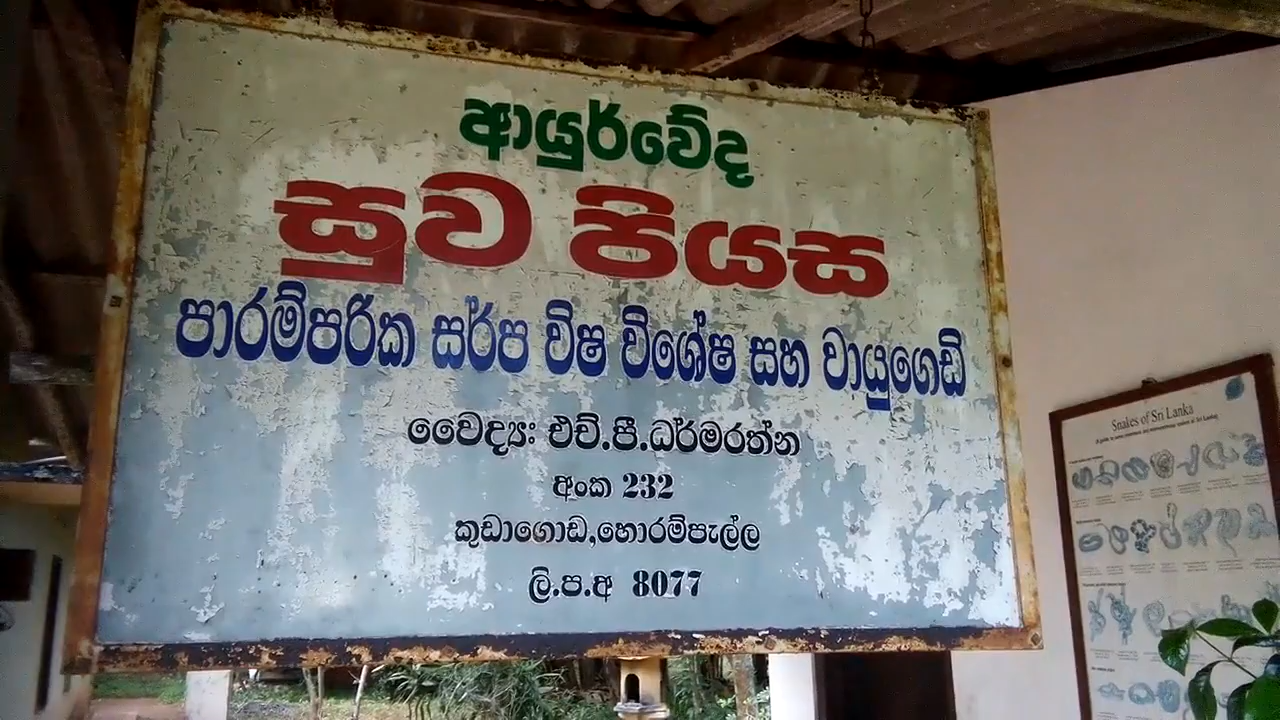 ආයුර්වේද
සුව පියස
පාරම්පරික සර්ප විෂ විශේෂ සහ වායුගෙඩි
වෛද්‍යඃ එච්.පී.ධර්මරත්න
අංක 232
කුඩාගොඩ,හොරම්පැල්ල
ලි.ප.අ 8077
Snakes of Sri Lanka